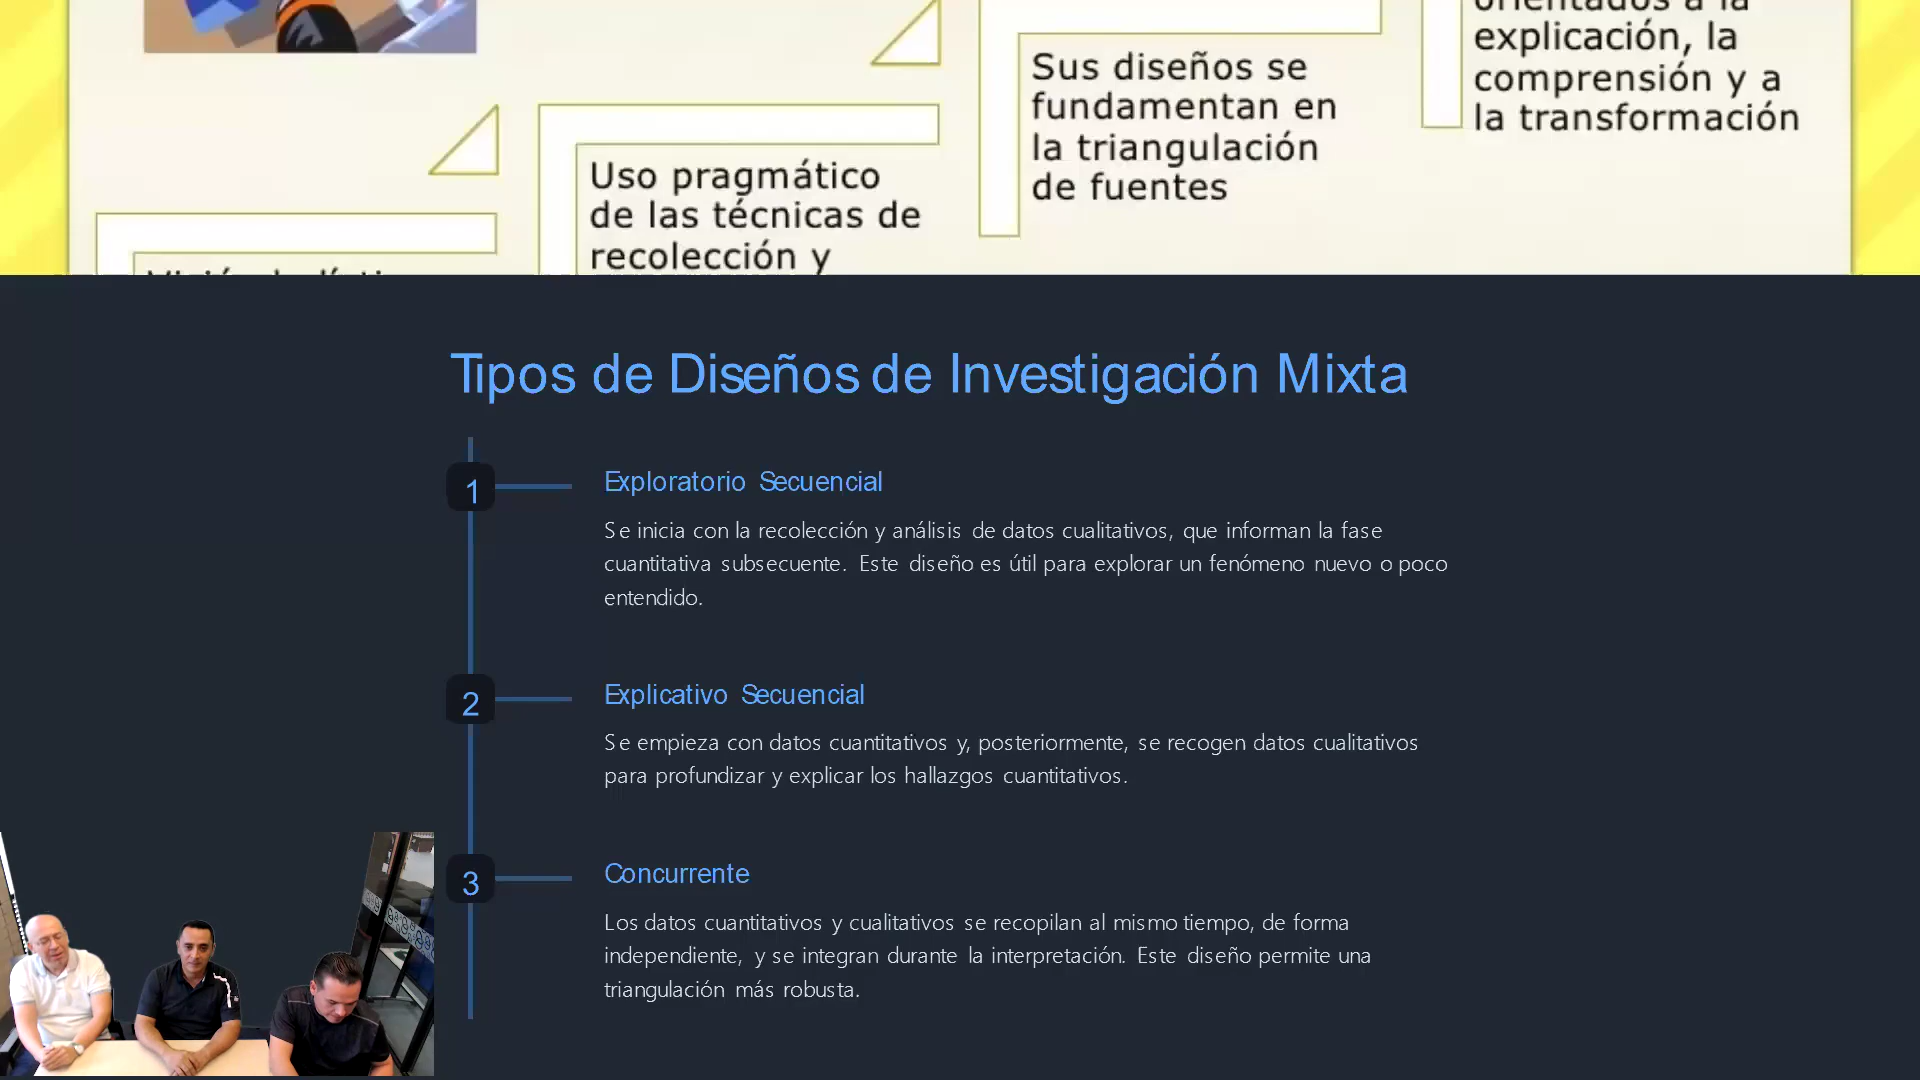 explicación, la
comprensión y a
la transformación
Sus diseños se
fundamentan en
la triangulación
de fuentes
Uso pragmático
de las técnicas de
recolección y
Tipos de Diseños de Investigación Mixta
1
Exploratorio Secuencial
Se inicia con la recolección y análisis de datos cualitativos, que informan la fase
cuantitativa subsecuente. Este diseño es útil para explorar un fenómeno nuevo o poco
entendido.
2
Explicativo Secuencial
Se empieza con datos cuantitativos y, posteriormente, se recogen datos cualitativos
para profundizar y explicar los hallazgos cuantitativos.
3
Concurrente
Los datos cuantitativos y cualitativos se recopilan al mismo tiempo, de forma
independiente, y se integran durante la interpretación. Este diseño permite una
triangulación más robusta.